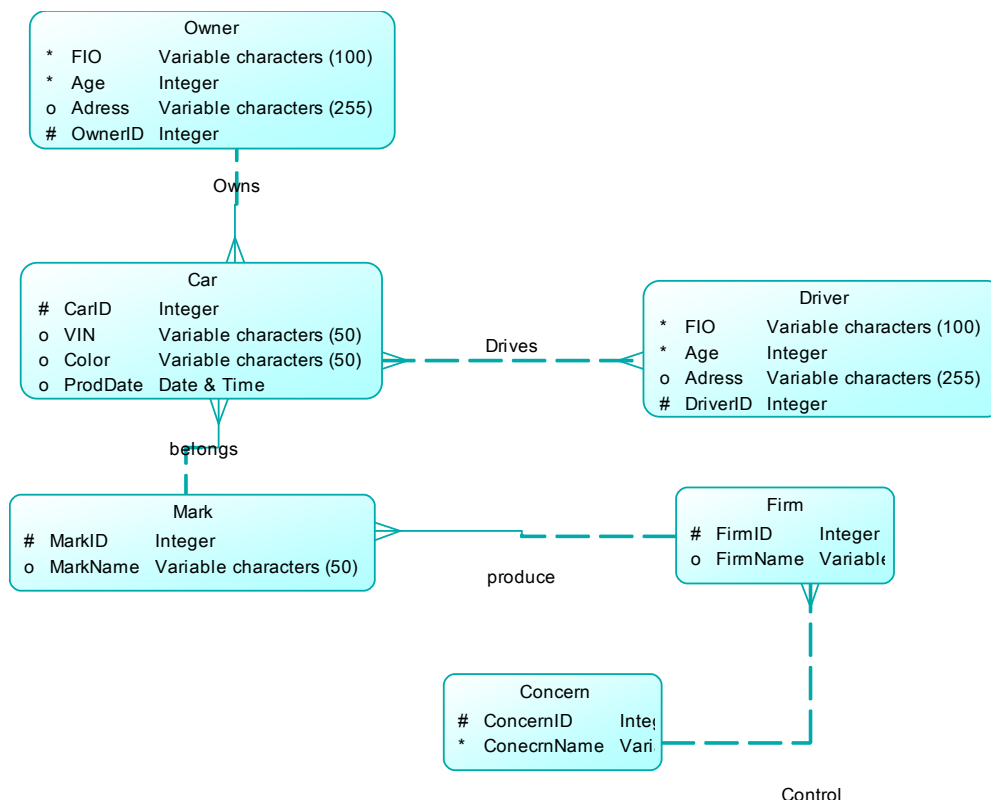 Owner
* FIO Variable characters (100)
* Age Integer
o Adress Variable characters (255)
# OwnerID Integer
Owns
Car
# CarID Integer
o VIN Variable characters (50)
o Color Variable characters (50)
o ProdDate Date & Time
Drives
Driver
* FIO Variable characters (100)
* Age Integer
o Adress Variable characters (255)
# DriverID Integer
belongs
Mark
# MarkID Integer
o MarkName Variable characters (50)
produce
Firm
# FirmID Integer
o FirmName Variable
Concern
# ConcernID
* ConecrnName
Control